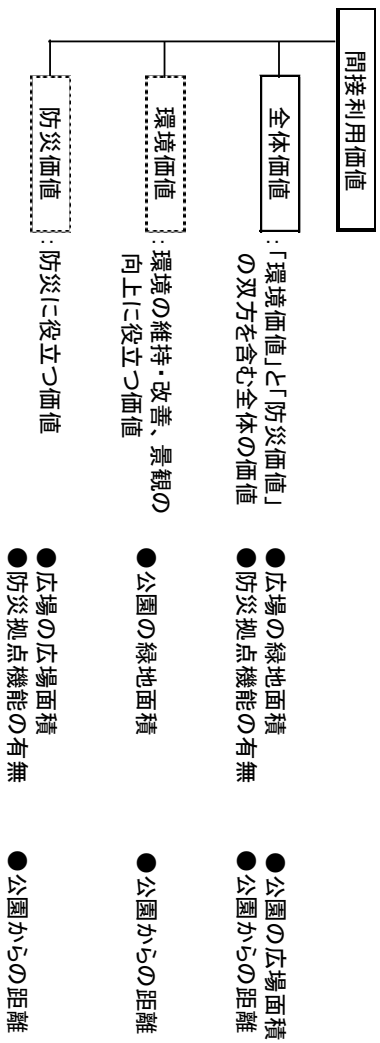 間接利用価値
全体価値
:「環境価値」と「防災価値」
の双方を含む全体の価値
●広場の緑地面積
●防災拠点機能の有無
●公園の広場面積
●公園からの距離
環境価値
:環境の維持・改善、景観の
向上に役立つ価値
●公園の緑地面積
●公園からの距離
防災価値
:防災に役立つ価値
●広場の広場面積
●防災拠点機能の有無
●公園からの距離